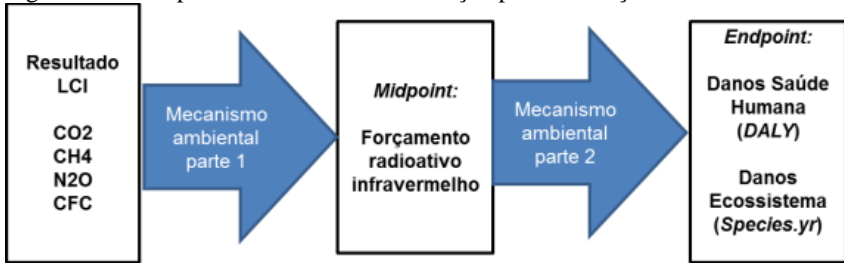 Resultado
LCI
CO2
CH4
N2O
CFC
Mecanismo
ambiental
parte 1
Midpoint:
Forçamento
radioativo
infravermelho
Mecanismo
ambiental
parte 2
Endpoint:
Danos Saúde
Humana
(DALY)
Danos
Ecossistema
(Species.yr)